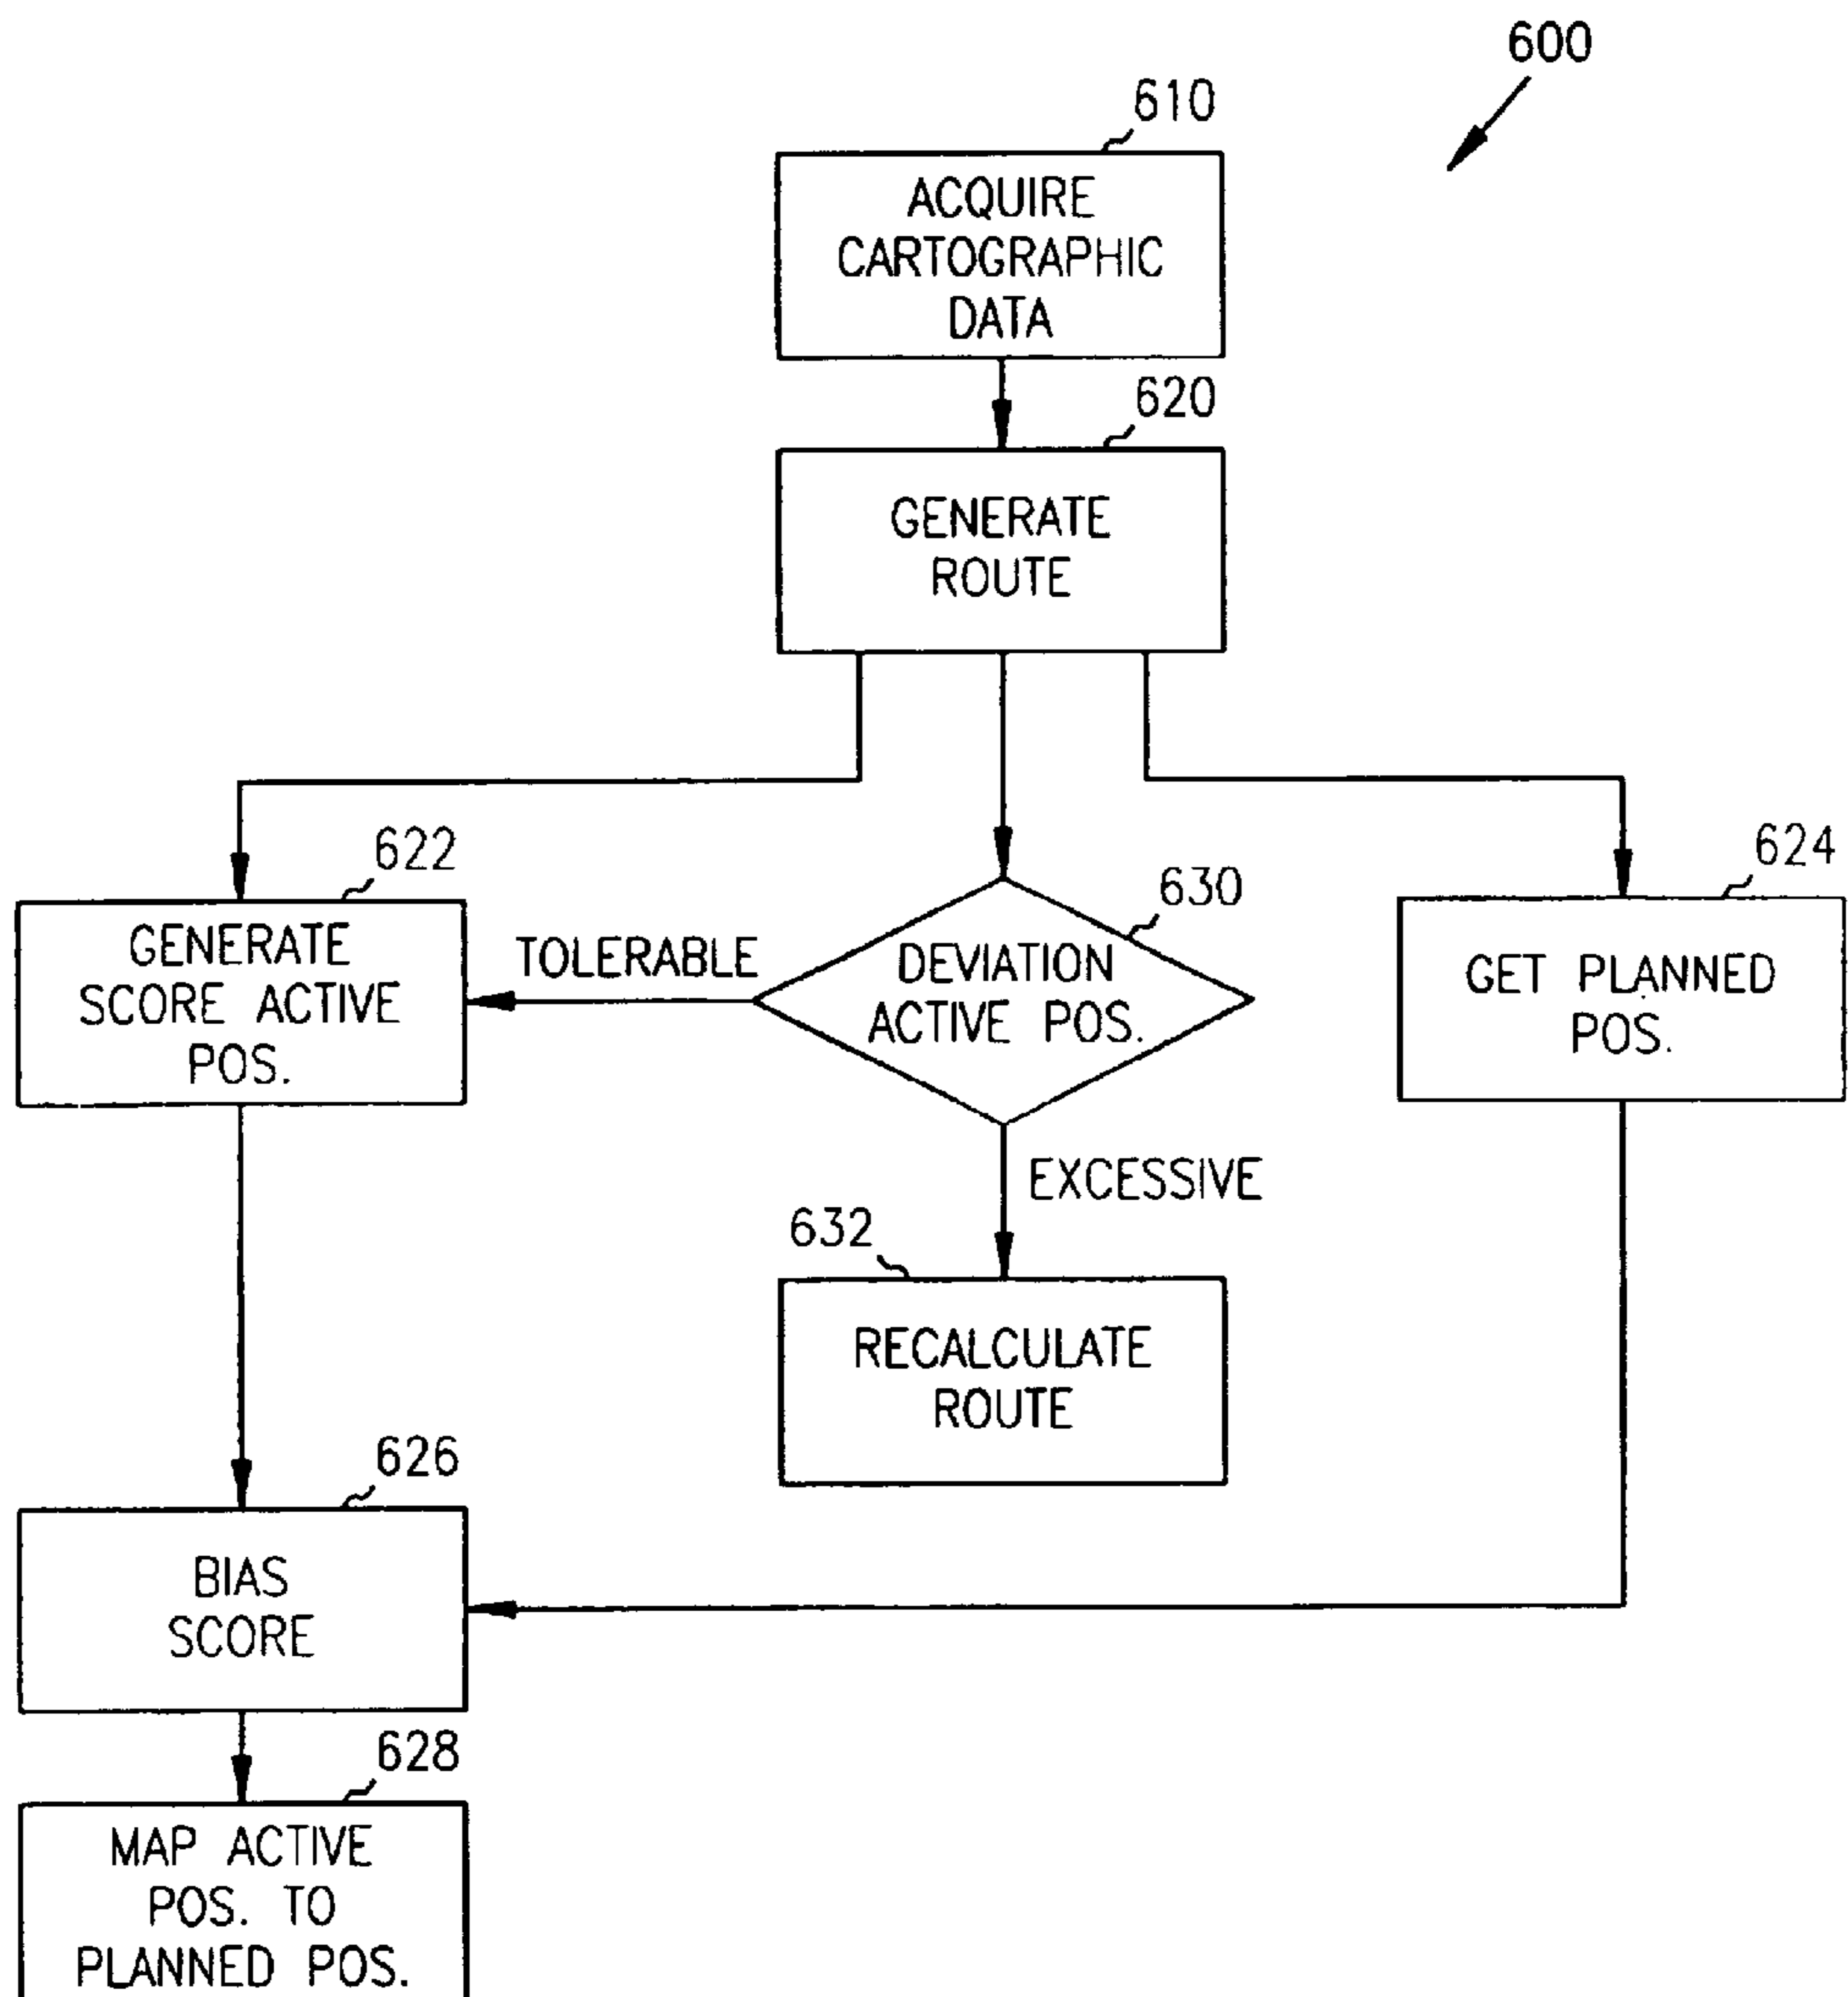 600
610
ACQUIRE
CARTOGRAPHIC
DATA
620
GENERATE
ROUTE
622
GENERATE
SCORE ACTIVE
POS.
TOLERABLE
630
DEVIATION
ACTIVE POS.
624
GET PLANNED
POS.
EXCESSIVE
632
RECALCULATE
ROUTE
626
BIAS
SCORE
628
MAP ACTIVE
POS. TO
PLANNED POS.